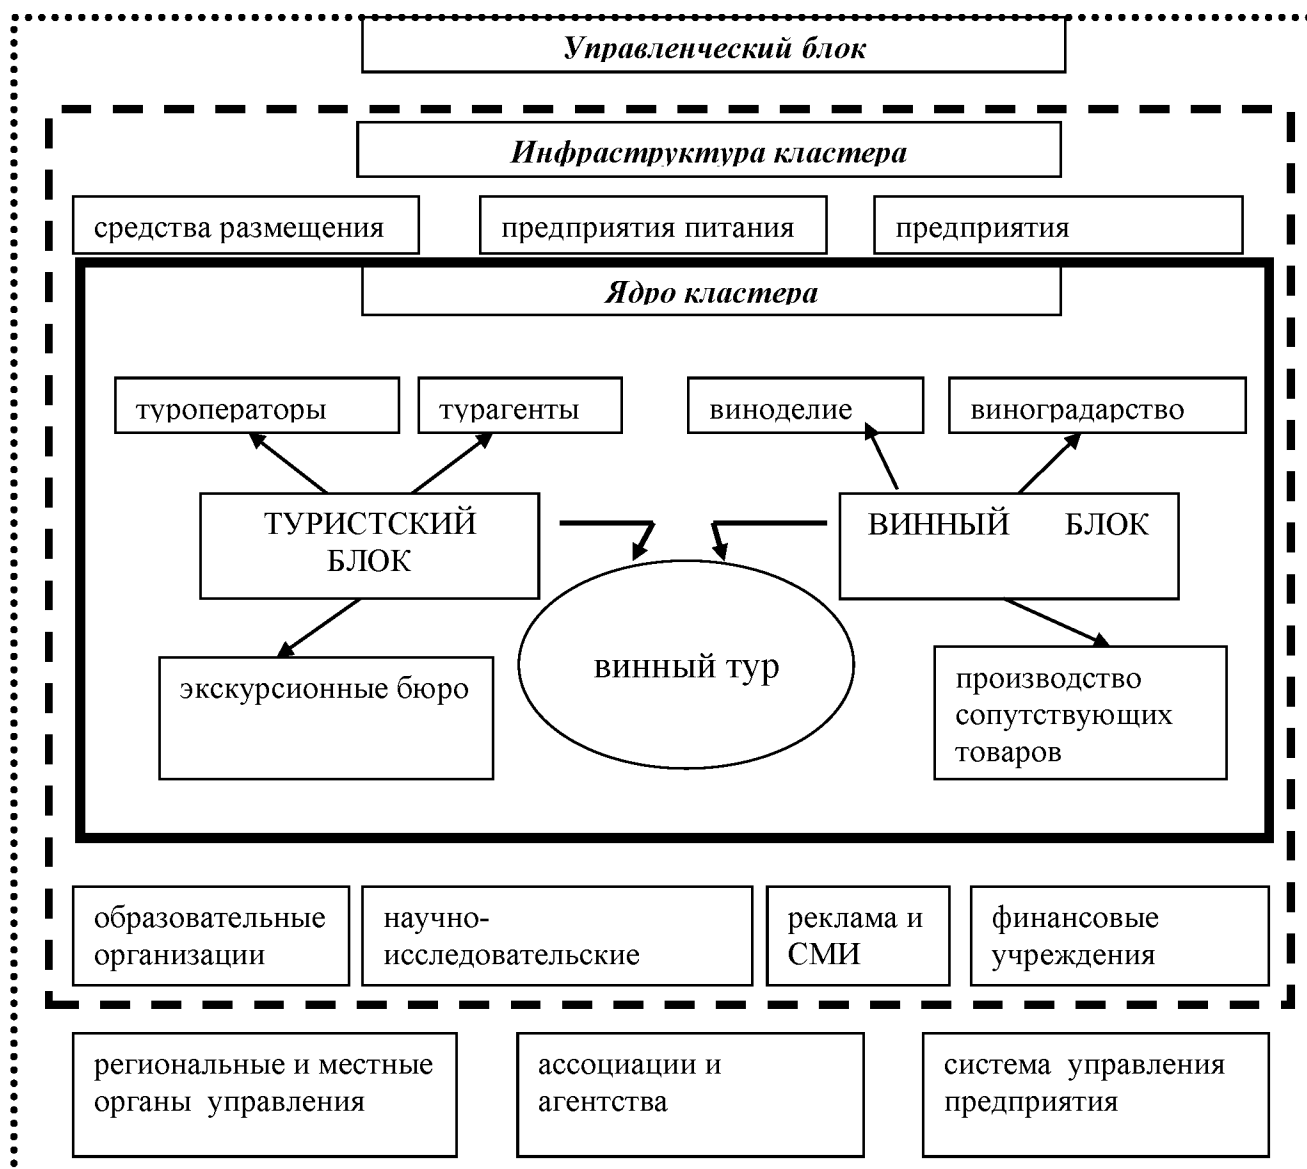 Управленческий блок
Инфраструктура кластера
средства размещения
предприятия питания
предприятия
Ядро кластера
туроператоры
турагенты
виноделие
виноградарство
ТУРИСТСКИЙ
БЛОК
ВИННЫЙ БЛОК
винный тур
экскурсионные бюро
производство
сопутствующих
товаров
образовательные
организации
научно-
исследовательские
реклама и
СМИ
финансовые
учреждения
региональные и местные
органы управления
ассоциации и
агентства
система управления
предприятия